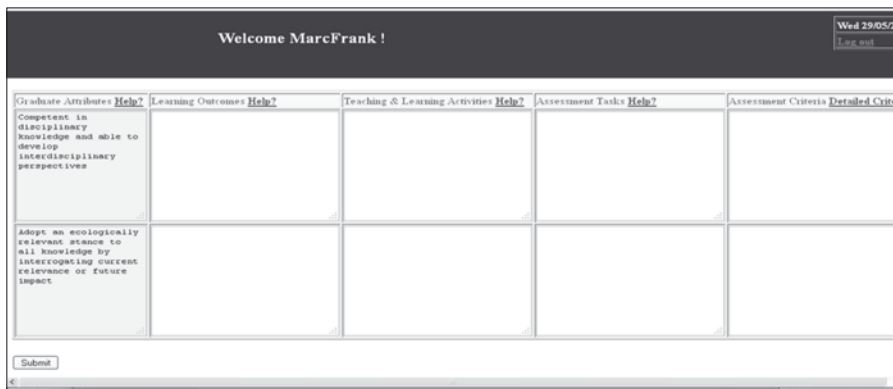 Welcome MarcFrank !
Wed 29/05/2
Log out
Graduate Attributes Help? Learning Outcomes Help? Teaching & Learning Activities Help? Assessment Tasks Help? Assessment Criteria Detailed Crite
Competent in
disciplinary
knowledge and able to
develop
interdisciplinary
perspectives
Adopt an ecologically
relevant stance to
all knowledge by
interrogating current
relevance or future
impact
Submit